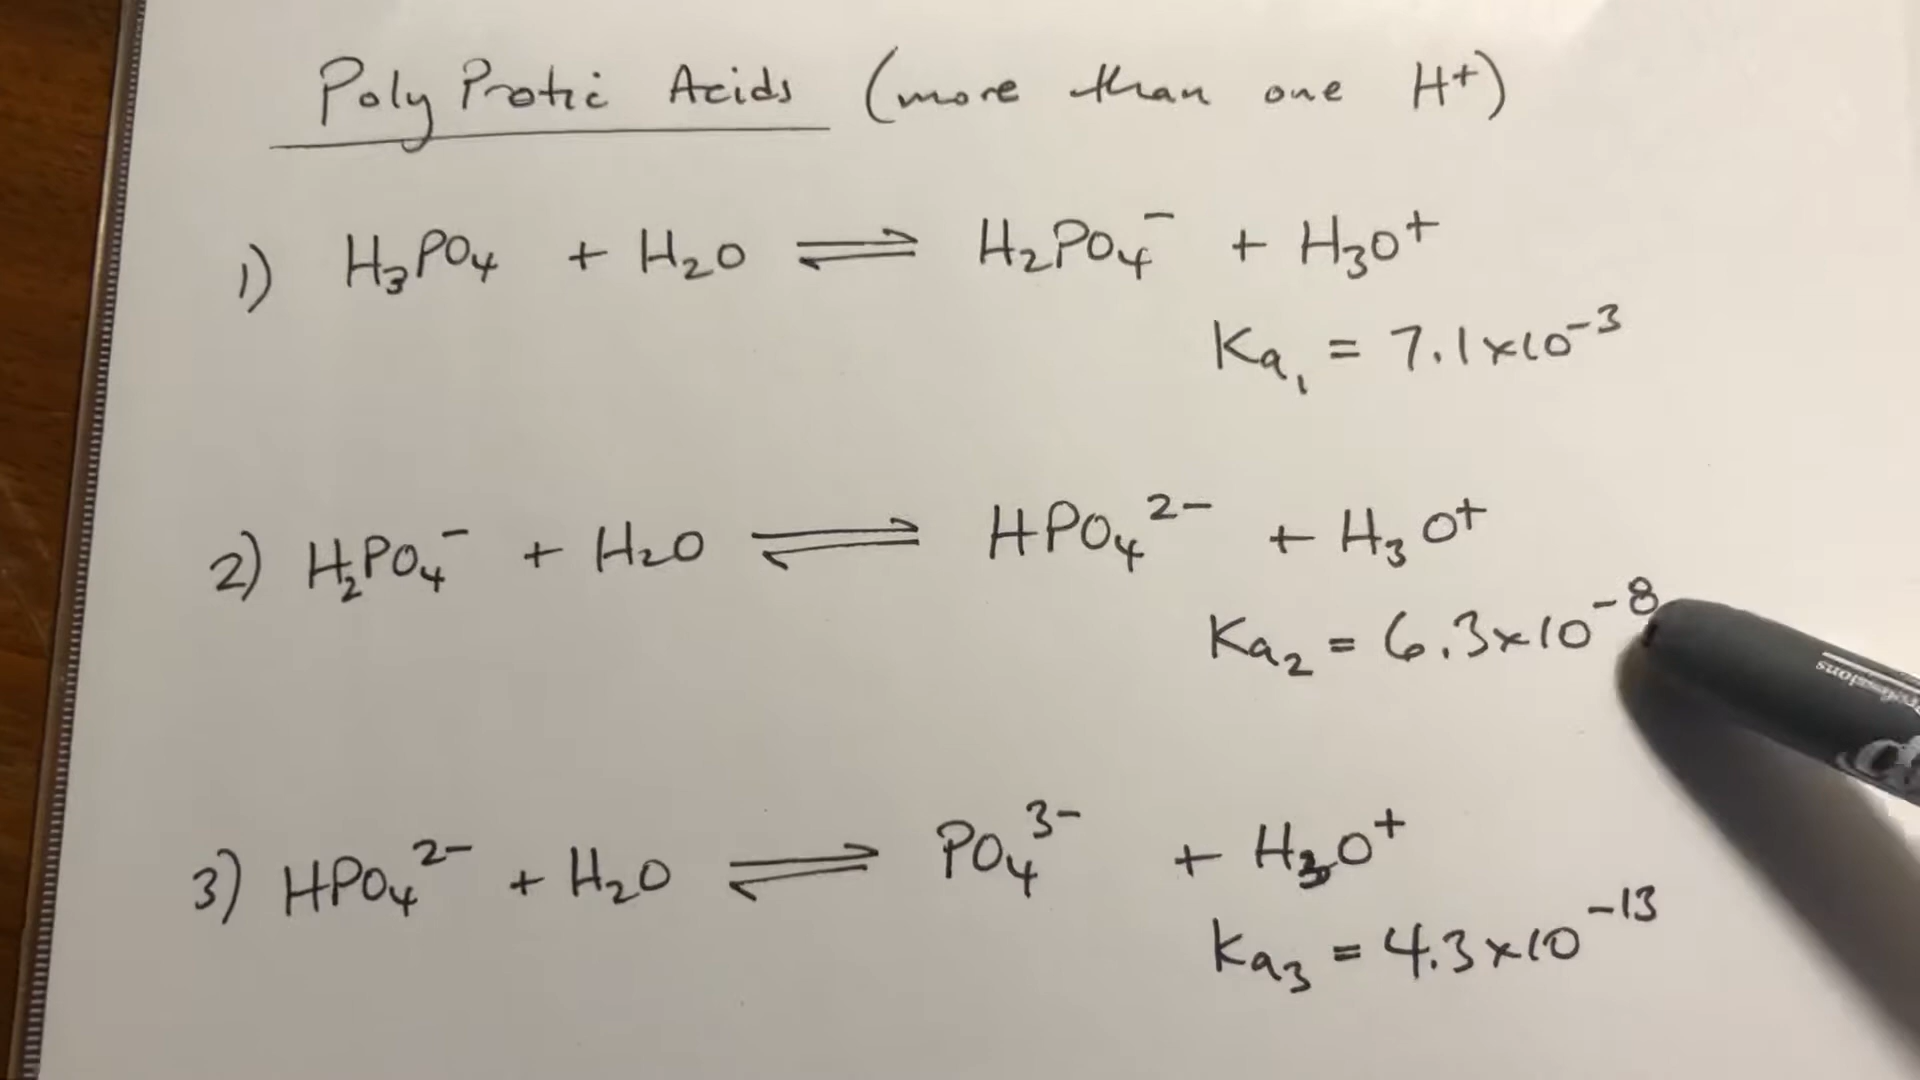 Poly Protic Acids (more than one H+)
1) H₃PO₄ + H₂O ⇌ H₂PO₄⁻ + H₃O⁺
Ka₁ = 7.1×10⁻³
2) H₂PO₄⁻ + H₂O ⇌ HPO₄²⁻ + H₃O⁺
Ka₂ = 6.3×10⁻⁸
3) HPO₄²⁻ + H₂O ⇌ PO₄³⁻ + H₃O⁺
Ka₃ = 4.3×10⁻¹³